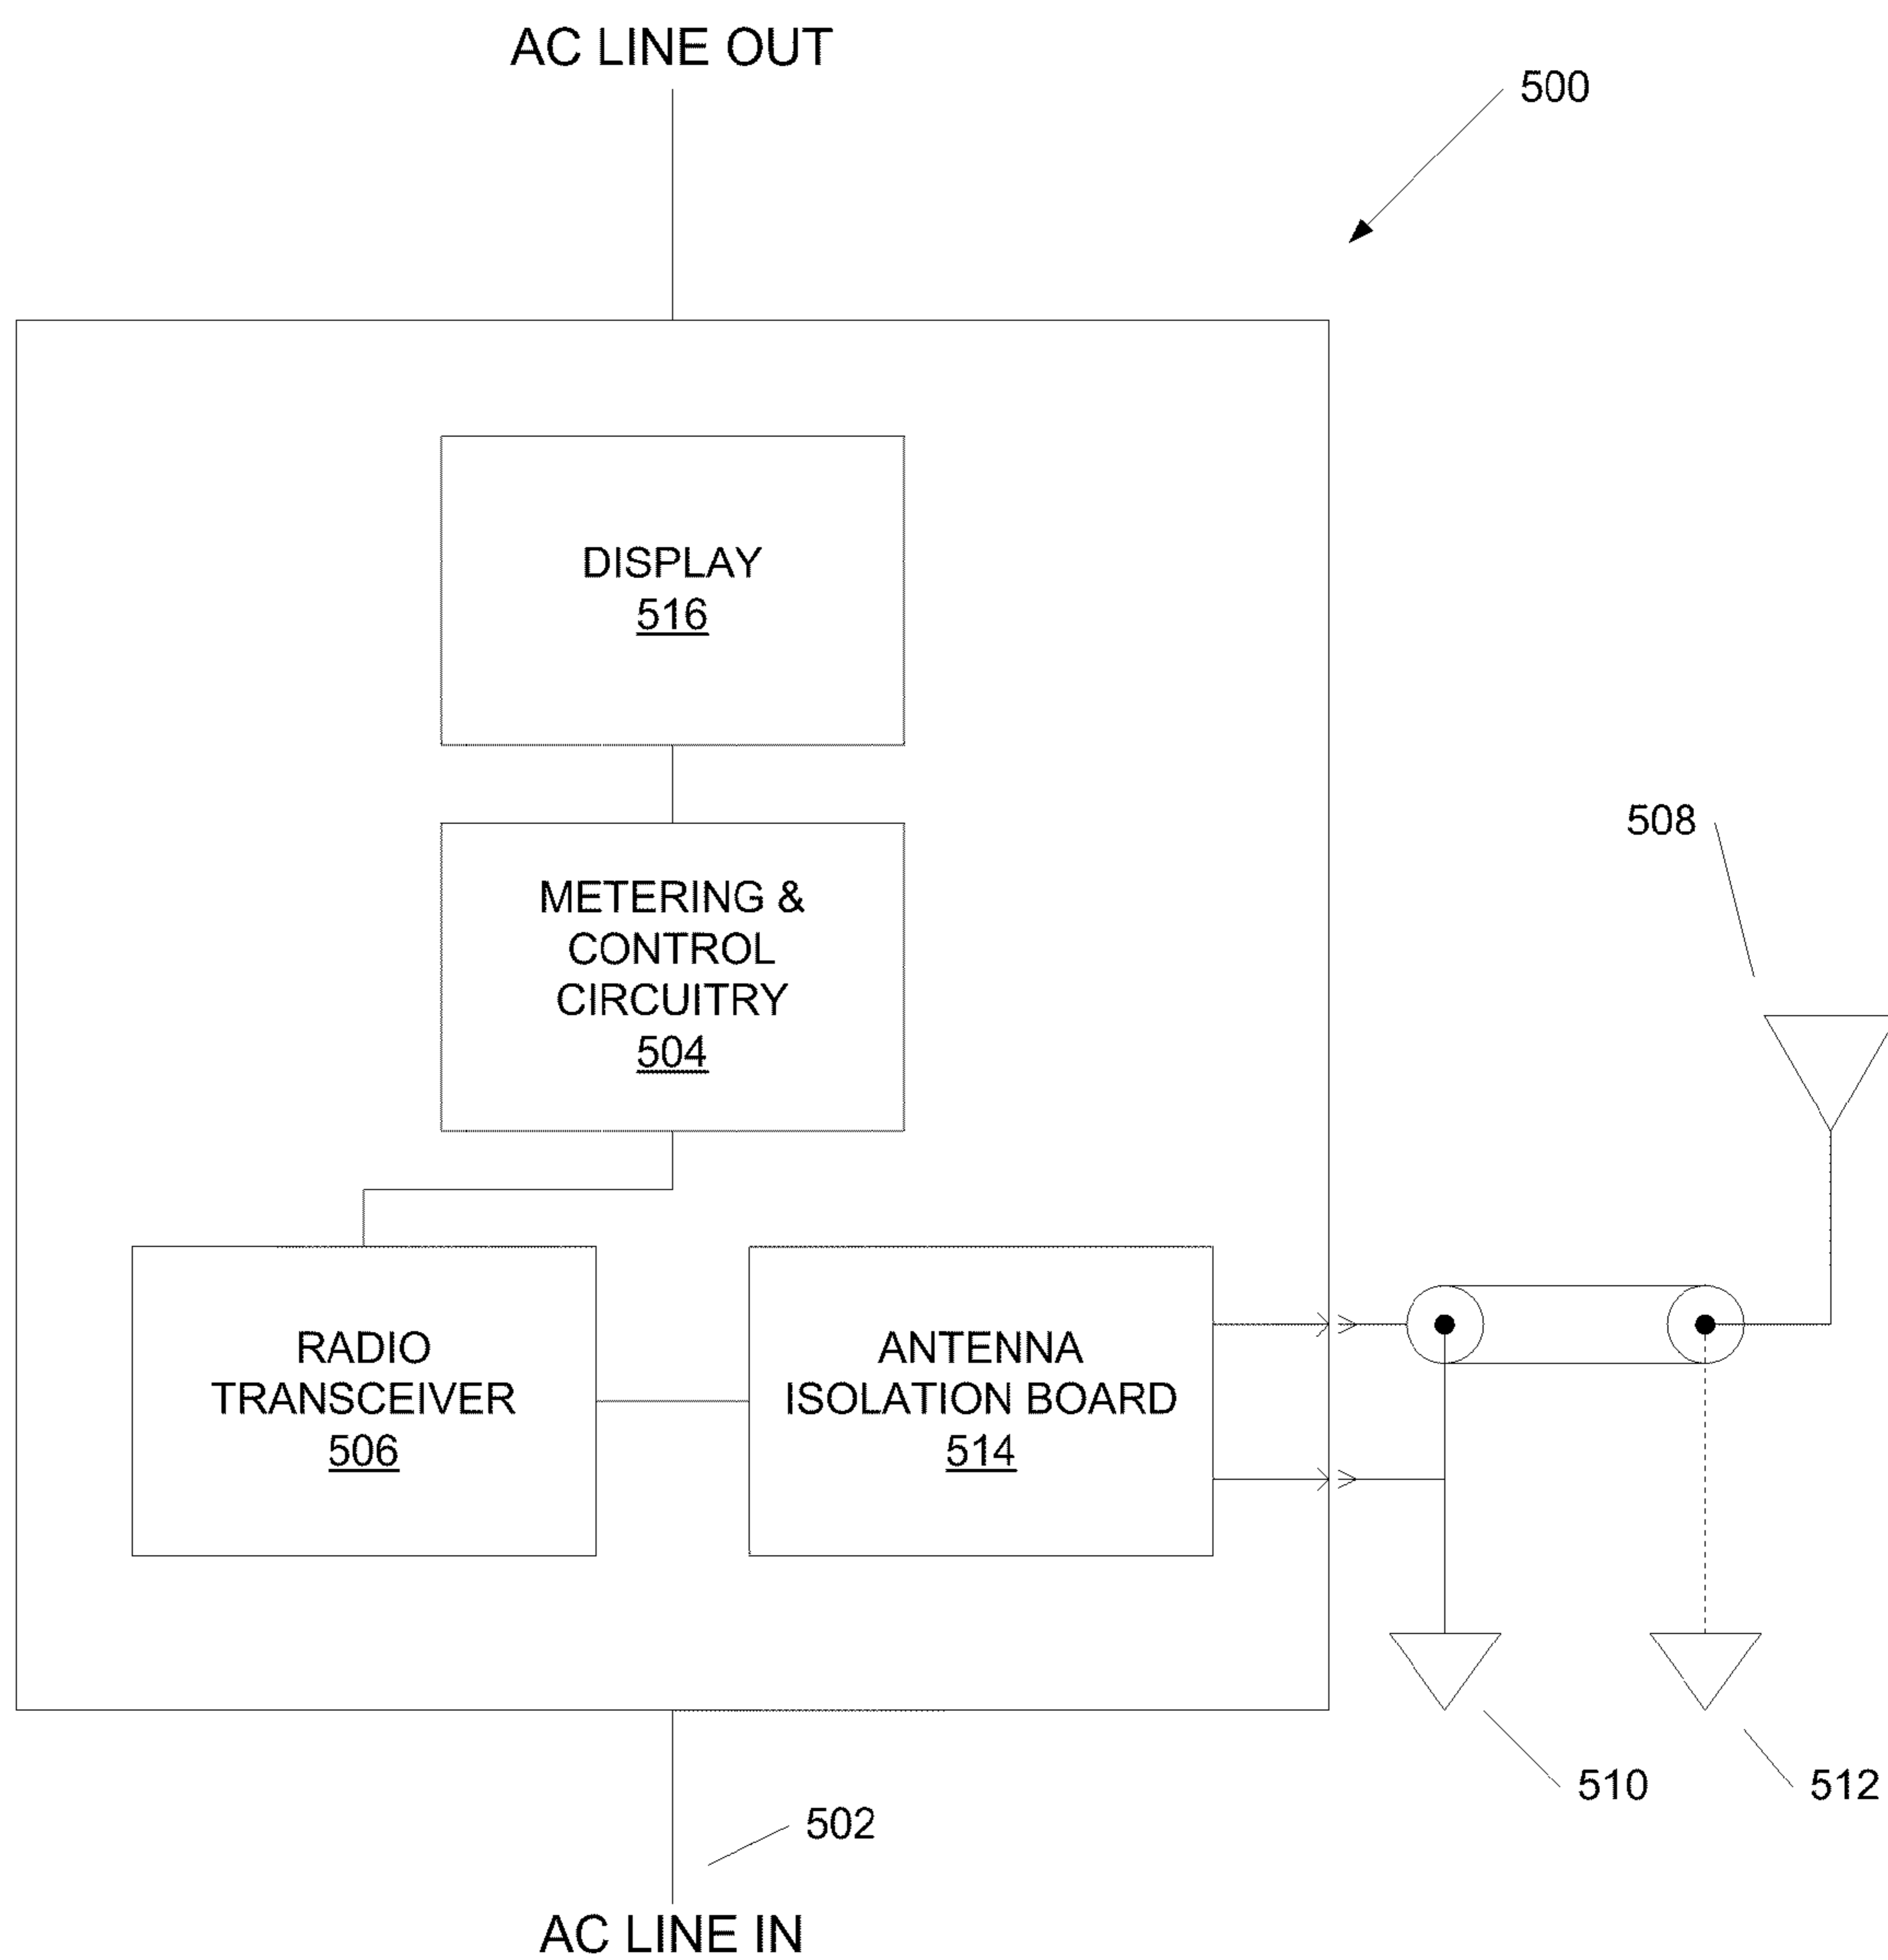 AC LINE OUT
500
DISPLAY
516
508
METERING &
CONTROL
CIRCUITRY
504
RADIO
TRANSCEIVER
506
ANTENNA
ISOLATION BOARD
514
510
512
502
AC LINE IN